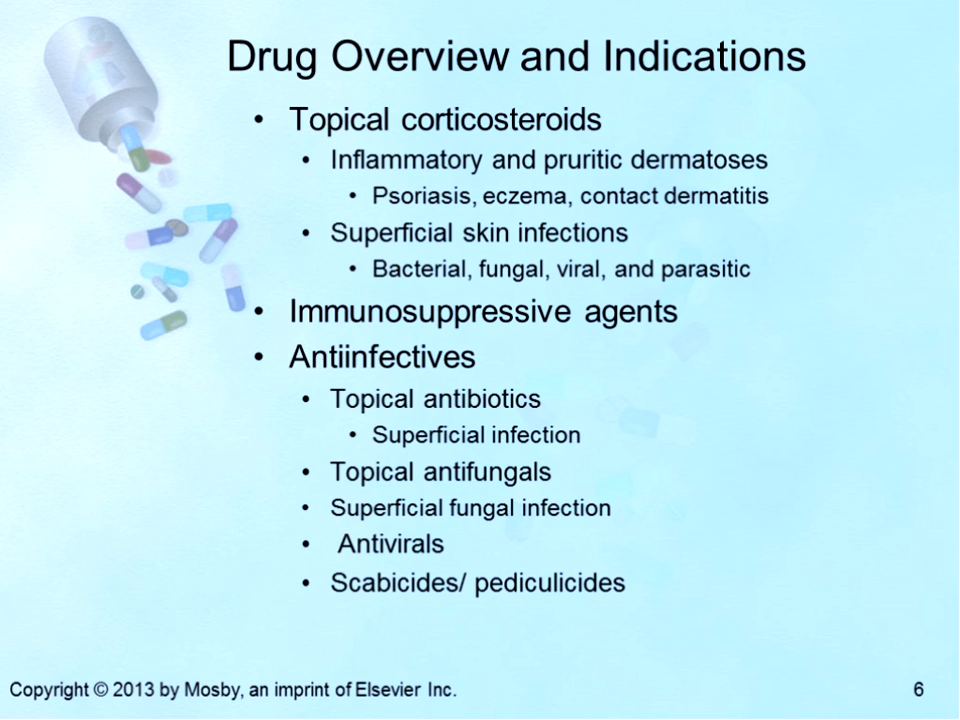 Drug Overview and Indications
• Topical corticosteroids
• Inflammatory and pruritic dermatoses
• Psoriasis, eczema, contact dermatitis
• Superficial skin infections
• Bacterial, fungal, viral, and parasitic
• Immunosuppressive agents
• Antiinfectives
• Topical antibiotics
• Superficial infection
• Topical antifungals
• Superficial fungal infection
• Antivirals
• Scabicides/ pediculicides
Copyright © 2013 by Mosby, an imprint of Elsevier Inc. 6